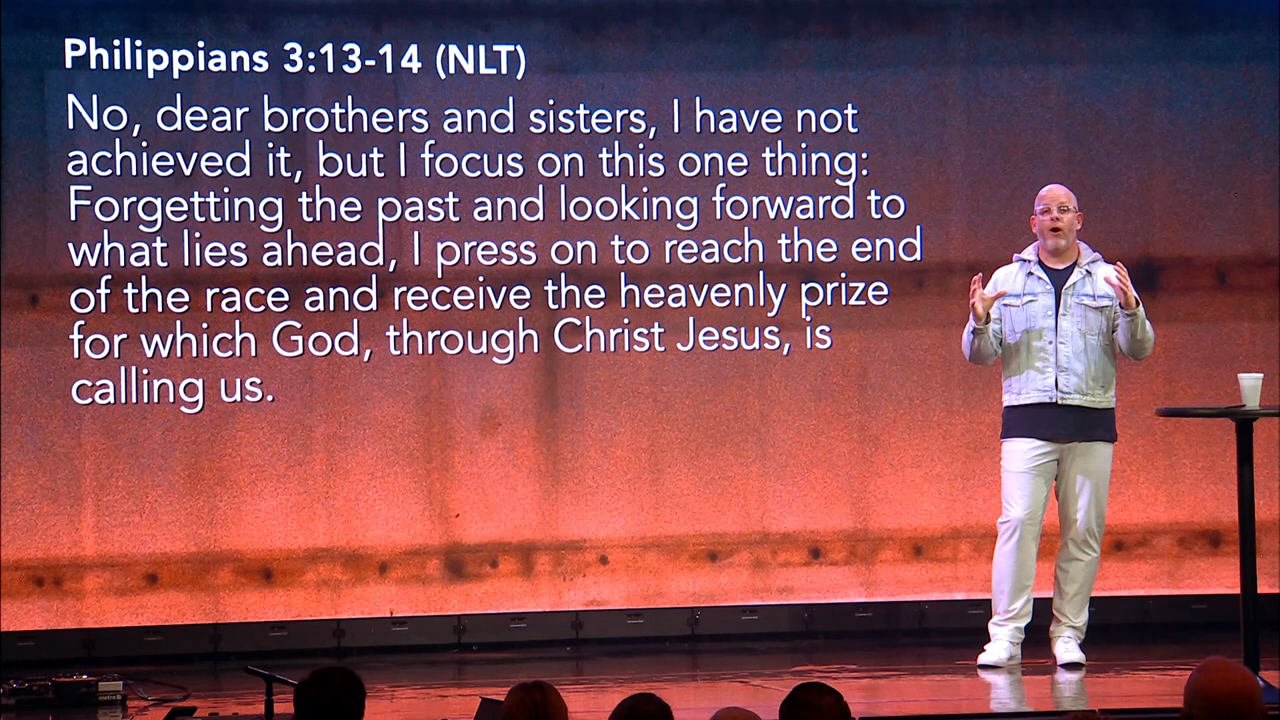 Philippians 3:13-14 (NLT)
No, dear brothers and sisters, I have not
achieved it, but I focus on this one thing:
Forgetting the past and looking forward to
what lies ahead, I press on to reach the end
of the race and receive the heavenly prize
for which God, through Christ Jesus, is
calling us.